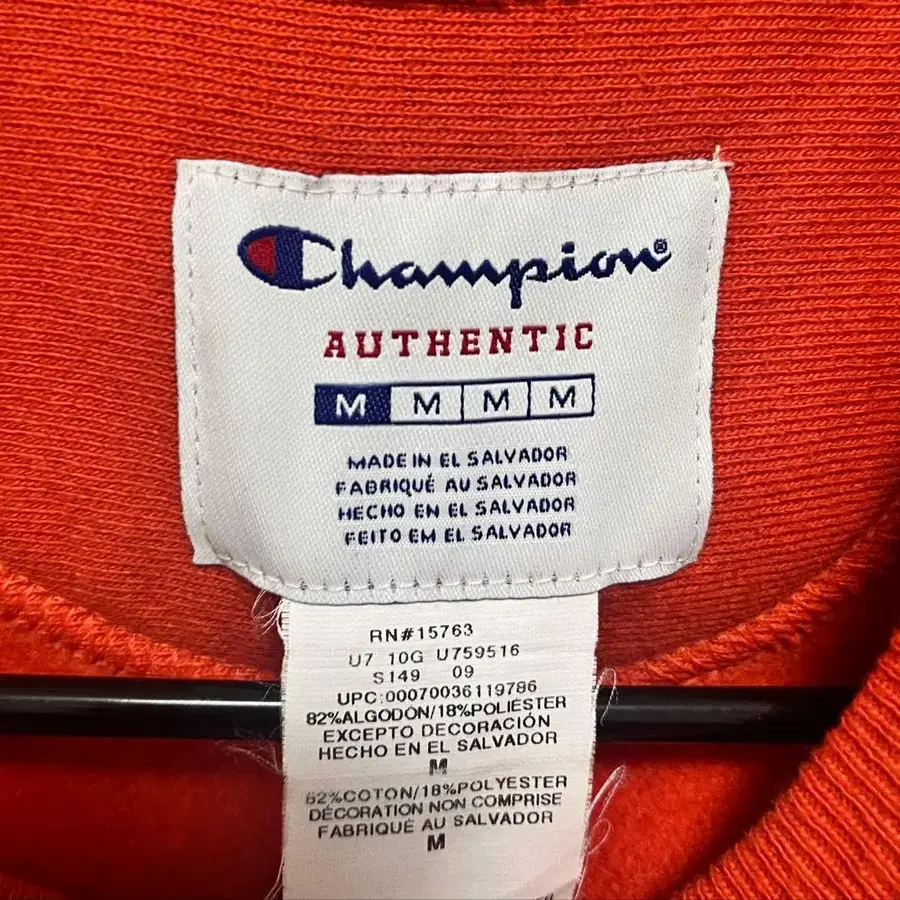 Champion®
AUTHENTIC
M M M M
MADE IN EL SALVADOR
FABRIQUÉ AU SALVADOR
HECHO EN EL SALVADOR
FEITO EM EL SALVADOR
RN#15763
U7 10G U759516
S149 09
UPC:00070036119786
82%ALGODÓN/18%POLIÉSTER
EXCEPTO DECORACIÓN
HECHO EN EL SALVADOR
M
82%COTON/18%POLYESTER
DÉCORATION NON COMPRISE
FABRIQUÉ AU SALVADOR
M